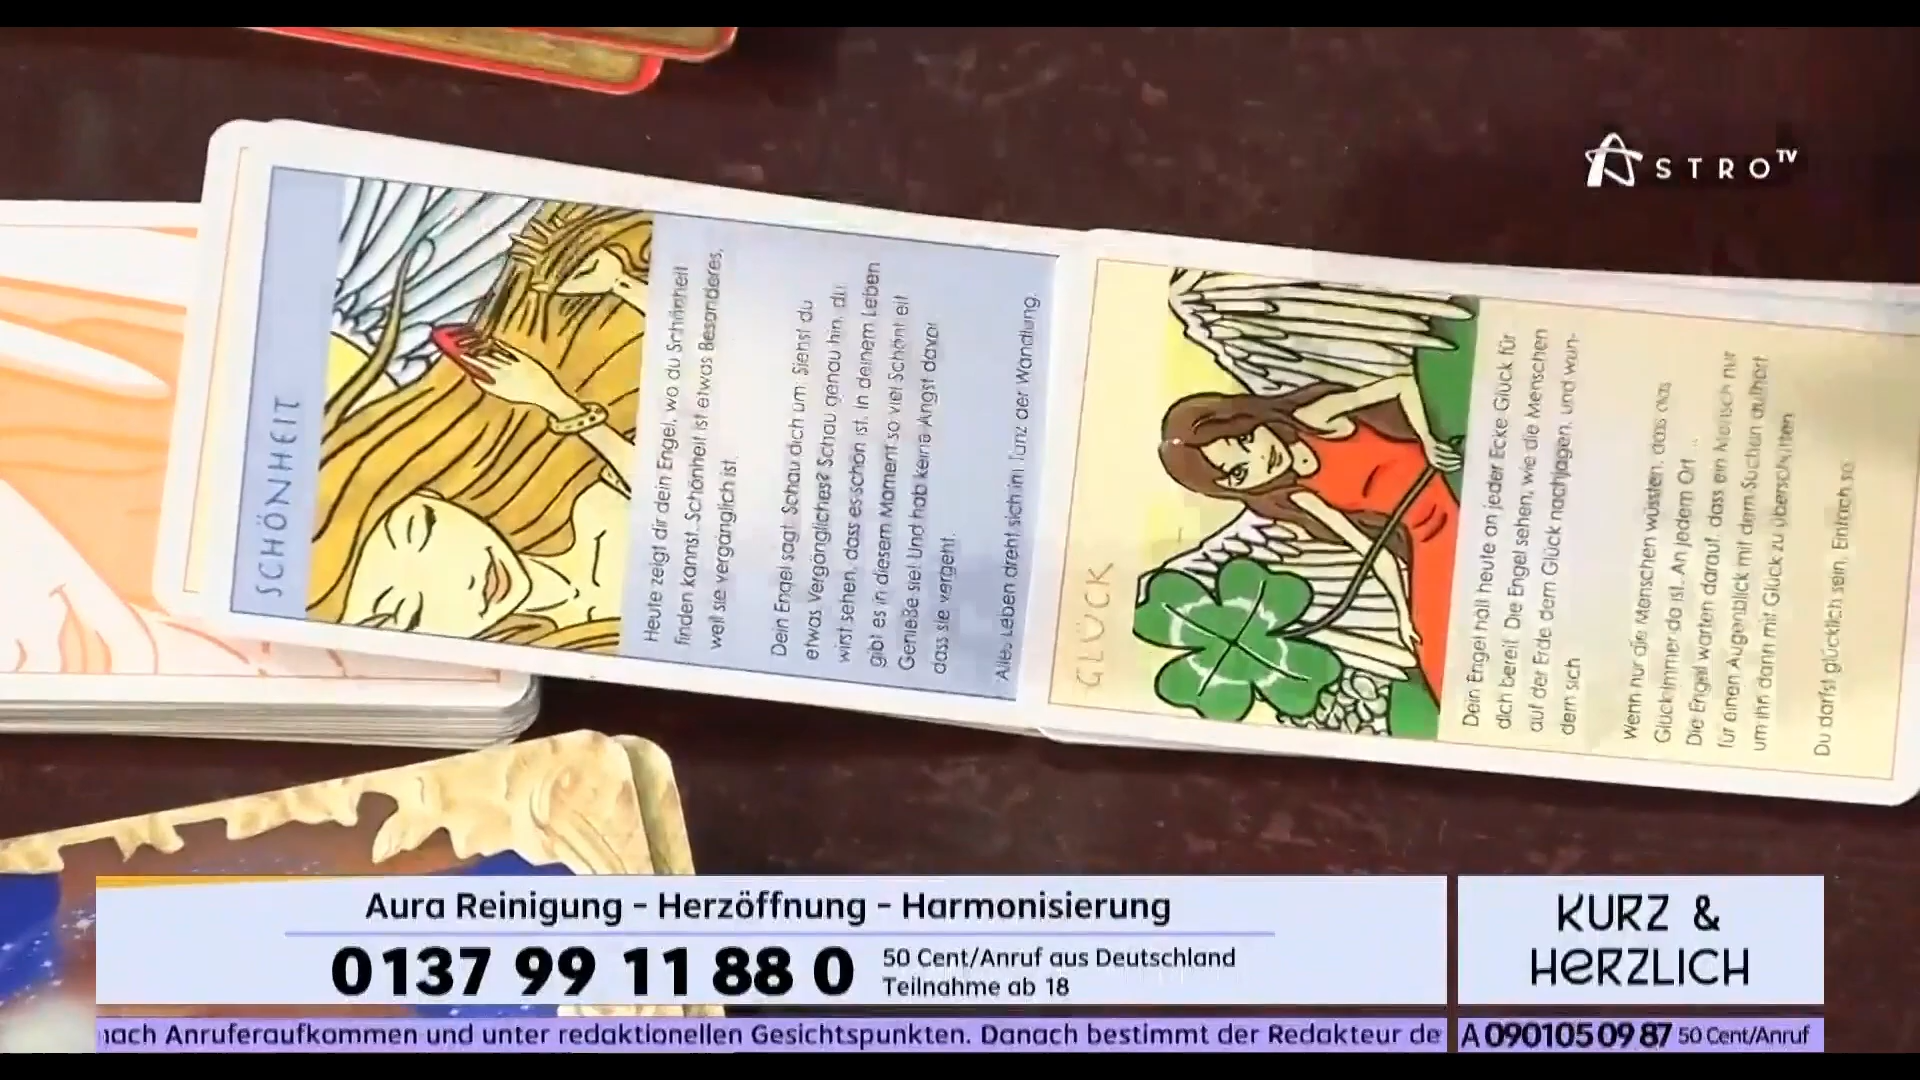 ASTRO TV
SCHÖNHEIT
Heute zeigt dir dein Engel, wo du Schönheit
finden kannst. Schönheit ist etwas Besonderes,
weil sie vergänglich ist.
Dein Engel sagt: Schau dich um: Siehst du
etwas Vergängliches? Schau genau hin, du
wirst sehen, dass es schön ist. In deinem Leben
gibt es in diesem Moment so viel Schönheit
Genieße sie! Und hab keine Angst davor
dass sie vergeht.
Alles Leben dreht sich im Tanz der Wandlung.
GLÜCK
Dein Engel hält heute an jeder Ecke Glück für
dich bereit. Die Engel sehen, wie die Menschen
auf der Erde dem Glück nachjagen, und wun-
dern sich
Wenn nur die Menschen wüssten, dass das
Glück immer da ist. An jedem Ort ...
Die Engel warten darauf, dass ein Mensch nur
für einen Augenblick mit dem Suchen aufhört
um ihn dann mit Glück zu überschütten
Du darfst glücklich sein. Einfach so
Aura Reinigung - Herzöffnung - Harmonisierung
0137 99 11 88 0
50 Cent/Anruf aus Deutschland
Teilnahme ab 18
KURZ &
HERZLICH
nach Anruferaufkommen und unter redaktionellen Gesichtspunkten. Danach bestimmt der Redakteur de
A 0901 05 09 87 50 Cent/Anruf